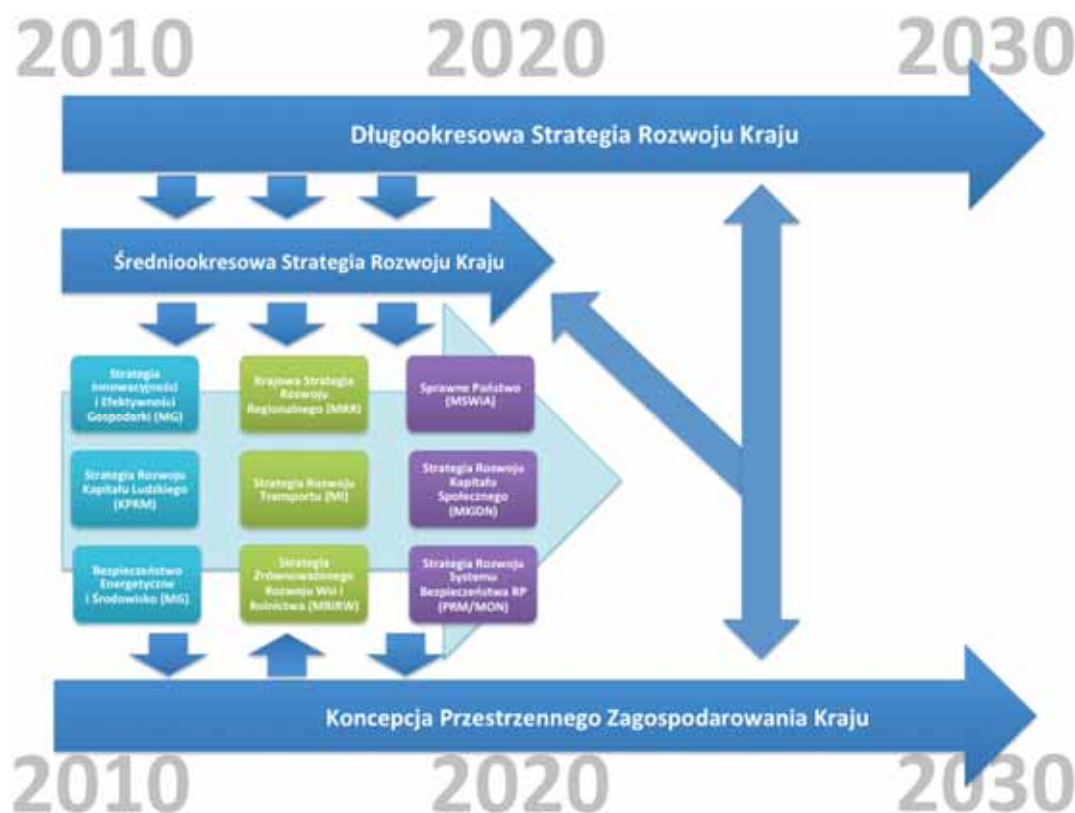 2010 2020 2030
Długookresowa Strategia Rozwoju Kraju
Średniookresowa Strategia Rozwoju Kraju
Strategia
Innowacyjności
i Efektywności
Gospodarki (MG)
Krajowa Strategia
Rozwoju
Regionalnego (MRR)
Sprawne Państwo
(MSWiA)
Strategia Rozwoju
Kapitału Ludzkiego
(KPRM)
Strategia Rozwoju
Transportu (MI)
Strategia Rozwoju
Kapitału
Społecznego
(MKiDN)
Bezpieczeństwo
Energetyczne
i Środowisko (MG)
Strategia
Zrównoważonego
Rozwoju Wsi i
Rolnictwa (MRiRW)
Strategia Rozwoju
Systemu
Bezpieczeństwa RP
(PRM/MON)
Koncepcja Przestrzennego Zagospodarowania Kraju
2010 2020 2030